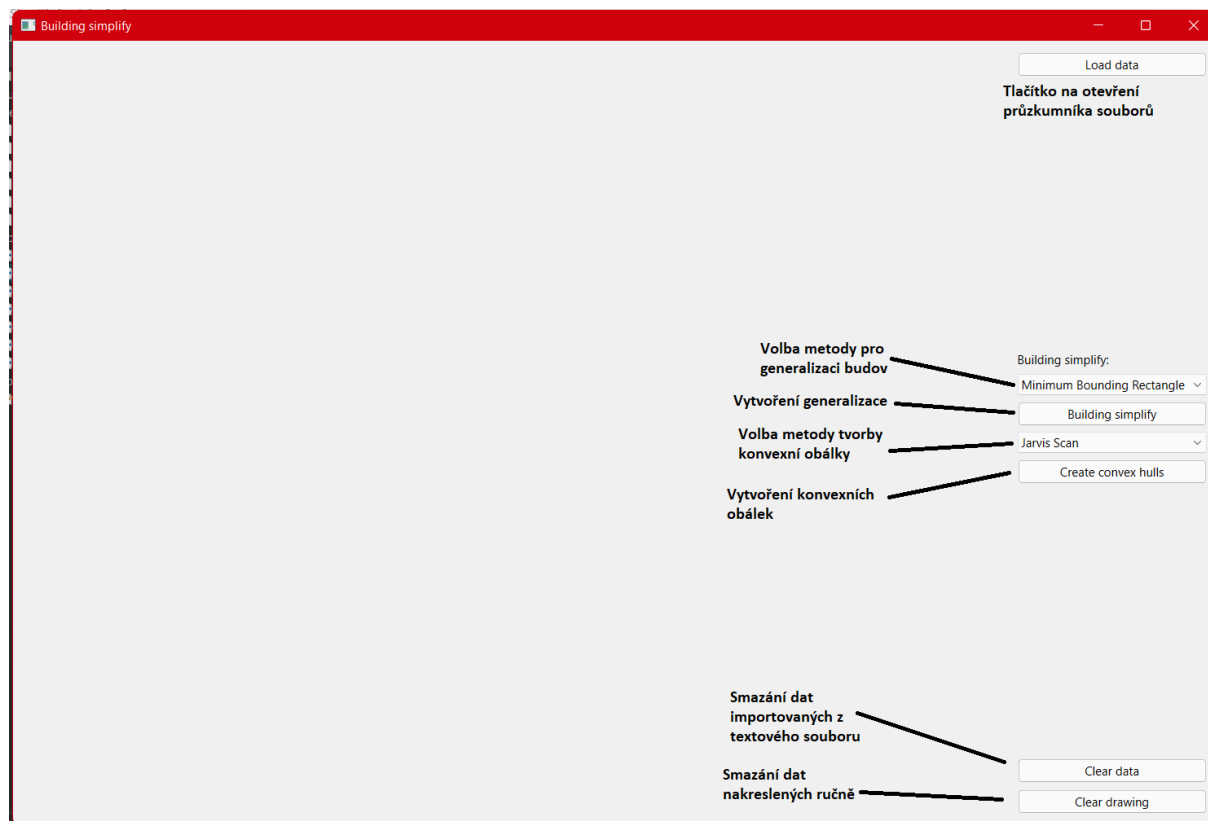 Building simplify
Load data
Tlačítko na otevření
průzkumníka souborů
Volba metody pro
generalizaci budov
Building simplify:
Minimum Bounding Rectangle
Vytvoření generalizace
Building simplify
Volba metody tvorby
konvexní obálky
Jarvis Scan
Create convex hulls
Vytvoření konvexních
obálek
Smazání dat
importovaných z
textového souboru
Clear data
Smazání dat
nakreslených ručně
Clear drawing